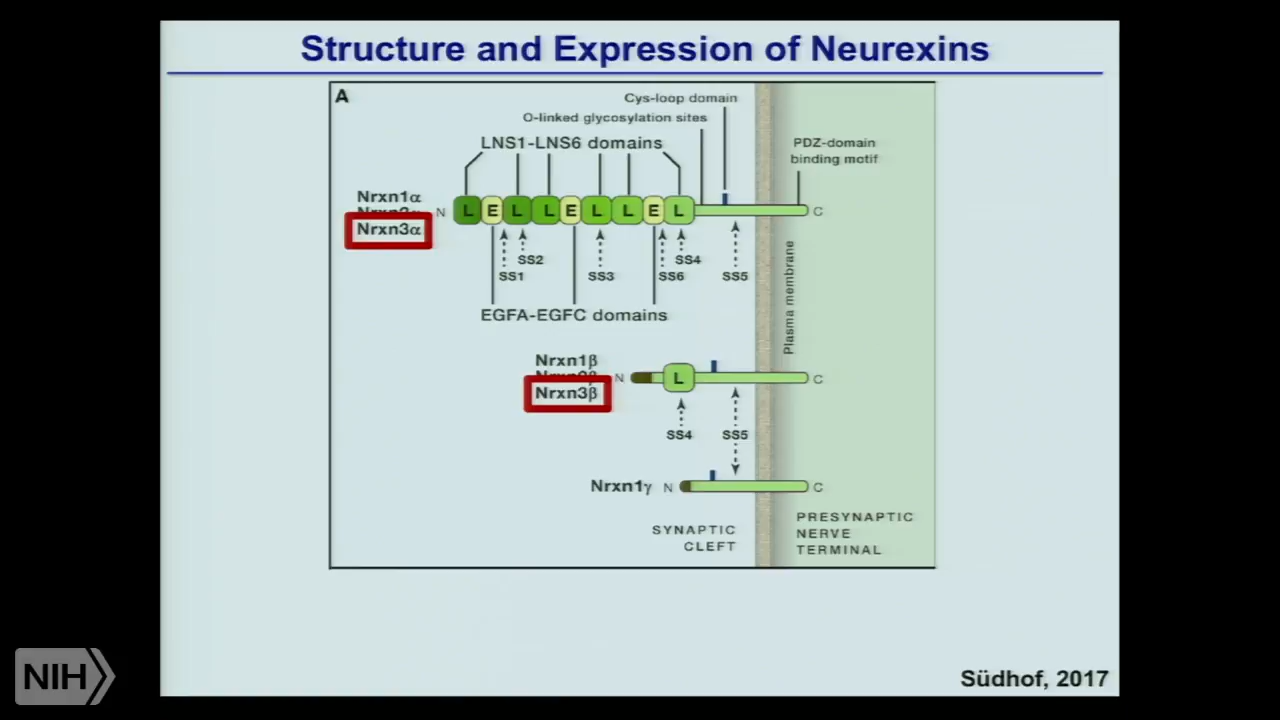 Structure and Expression of Neurexins
A
Cys-loop domain
O-linked glycosylation sites
LNS1-LNS6 domains
PDZ-domain
binding motif
Nrxn1α
Nrxn3α
N
L E L L E L L E L
C
SS1
SS2
SS3
SS6
SS4
SS5
EGFA-EGFC domains
Plasma membrane
Nrxn1β
Nrxn3β
N
L
C
SS4
SS5
Nrxn1γ
N
C
SYNAPTIC
CLEFT
PRESYNAPTIC
NERVE
TERMINAL
NIH
Südhof, 2017